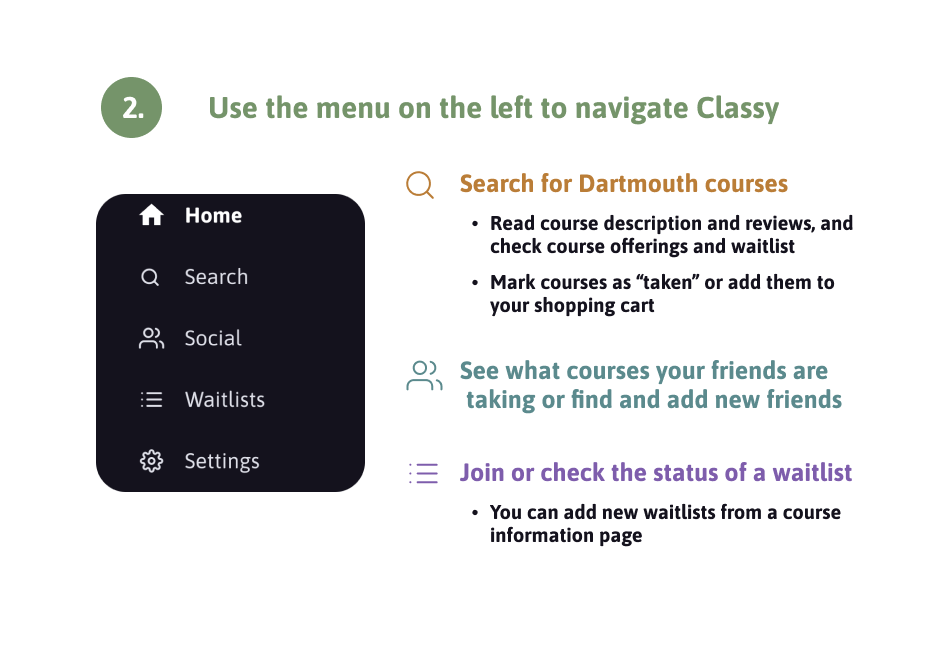 2.
Use the menu on the left to navigate Classy
Home
Search
Social
Waitlists
Settings
Search for Dartmouth courses
• Read course description and reviews, and
check course offerings and waitlist
• Mark courses as “taken” or add them to
your shopping cart
See what courses your friends are
taking or find and add new friends
Join or check the status of a waitlist
• You can add new waitlists from a course
information page